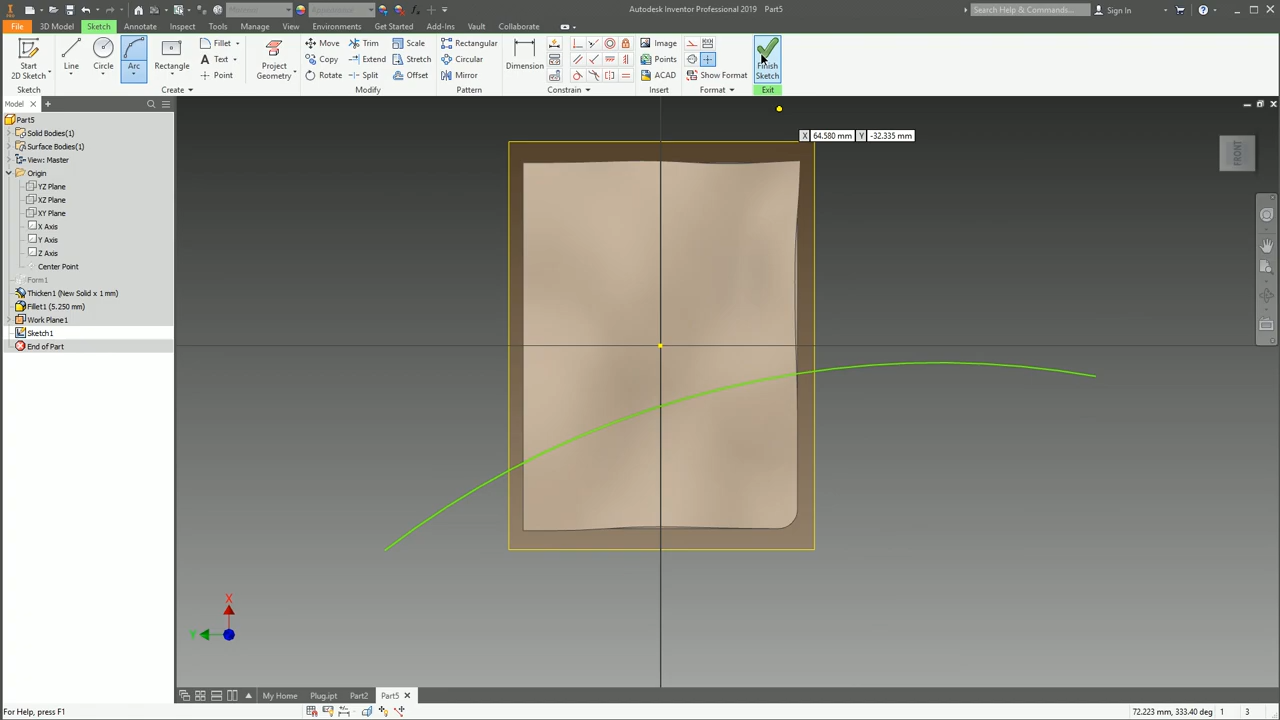 Autodesk Inventor Professional 2019   Part5
Search Help & Commands...
Sign In
File
3D Model
Sketch
Annotate
Inspect
Tools
Manage
View
Environments
Get Started
Add-Ins
Vault
Collaborate
Start
2D Sketch
Line
Circle
Arc
Rectangle
Fillet
Text
Point
Project
Geometry
Move
Copy
Rotate
Trim
Extend
Split
Scale
Stretch
Offset
Rectangular
Circular
Mirror
Dimension
Image
Points
ACAD
Show Format
Finish
Sketch
Sketch
Create
Modify
Pattern
Constrain
Insert
Format
Exit
Model
X 64.580 mm Y -32.335 mm
FRONT
Part5
Solid Bodies(1)
Surface Bodies(1)
View: Master
Origin
YZ Plane
XZ Plane
XY Plane
X Axis
Y Axis
Z Axis
Center Point
Form1
Thicken1 (New Solid x 1 mm)
Fillet1 (5.250 mm)
Work Plane1
Sketch1
End of Part
X
Y
My Home
Plug.ipt
Part2
Part5
For Help, press F1
72.223 mm, 333.40 deg
1
3